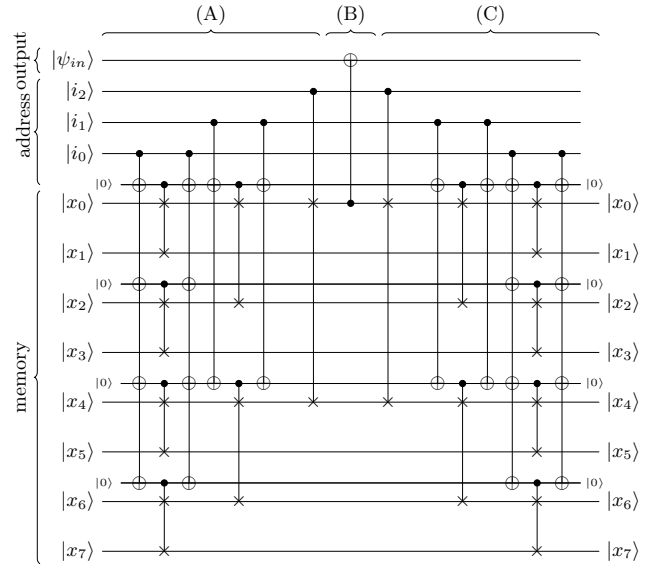 (A) (B) (C)
output |ψ_in⟩
|i_2⟩
address |i_1⟩
|i_0⟩
|0⟩ |0⟩
|x_0⟩ |x_0⟩
|x_1⟩ |x_1⟩
|0⟩ |0⟩
|x_2⟩ |x_2⟩
memory |x_3⟩ |x_3⟩
|0⟩ |0⟩
|x_4⟩ |x_4⟩
|x_5⟩ |x_5⟩
|0⟩ |0⟩
|x_6⟩ |x_6⟩
|x_7⟩ |x_7⟩